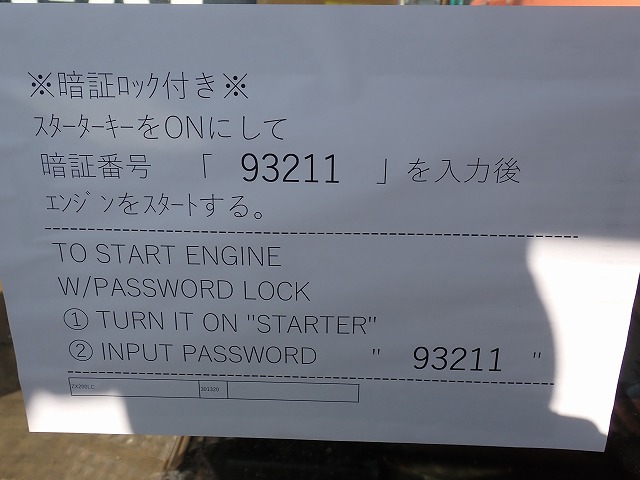 ※暗証ﾛｯｸ付き※
ｽﾀｰﾀｰｷｰをONにして
暗証番号 「 93211 」を入力後
ｴﾝｼﾞﾝをｽﾀｰﾄする。
TO START ENGINE
W/PASSWORD LOCK
① TURN IT ON "STARTER"
② INPUT PASSWORD " 93211 "
ZX200LC 301320